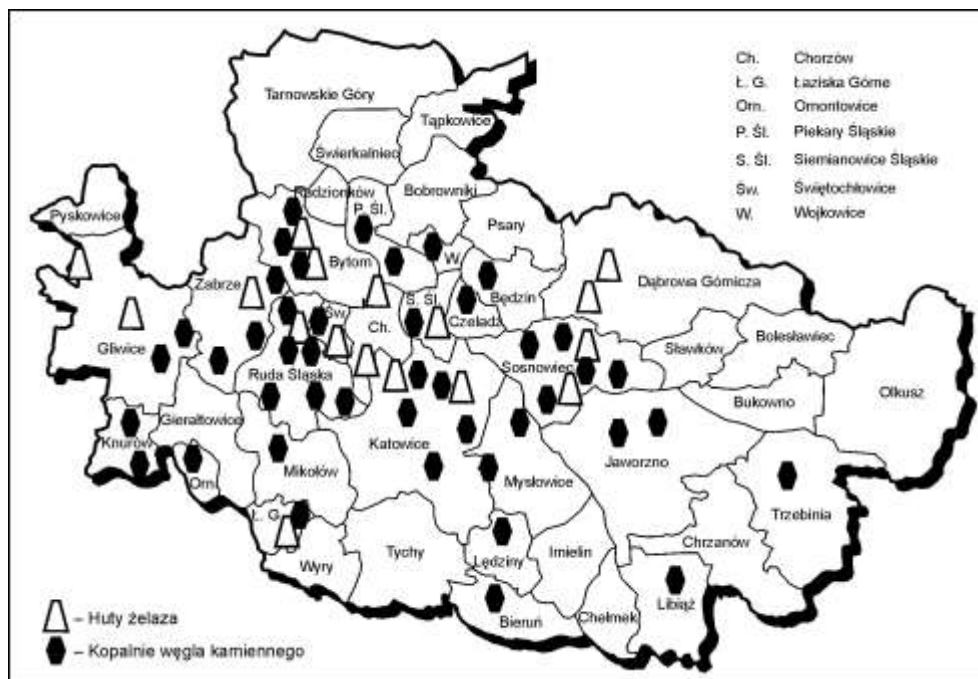 Ch. Chorzów
Ł. G. Łaziska Górne
Orn. Ornontowice
P. Śl. Piekary Śląskie
S. Śl. Siemianowice Śląskie
Św. Świętochłowice
W. Wojkowice
Tarnowskie Góry
Tąpkowice
Świerkalniec
Radzionków
Bobrowniki
P. Śl.
Pyskowice
Psary
Bytom
W.
Zabrze
Będzin
Dąbrowa Górnicza
S. Śl.
Św.
Ch.
Czeladź
Bolesławiec
Gliwice
Sławków
Sosnowiec
Ruda Śląska
Olkusz
Bukowno
Gierałtowice
Knurów
Katowice
Jaworzno
Mikołów
Mysłowice
Orn.
Trzebinia
Ł. G.
Chrzanów
Tychy
Imielin
Lędziny
Wyry
Libiąż
Chełmek
Bieruń
– Huty żelaza
– Kopalnie węgla kamiennego